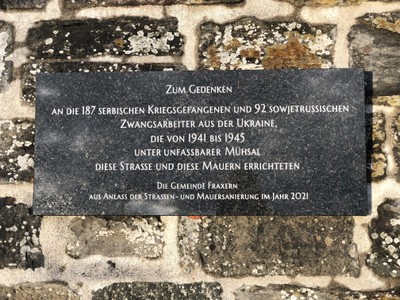 Zum Gedenken
an die 187 serbischen Kriegsgefangenen und 92 sowjetrussischen
Zwangsarbeiter aus der Ukraine,
die von 1941 bis 1945
unter unfassbarer Mühsal
diese Strasse und diese Mauern errichteten
Die Gemeinde Fraxern
aus Anlass der Strassen- und Mauersanierung im Jahr 2021